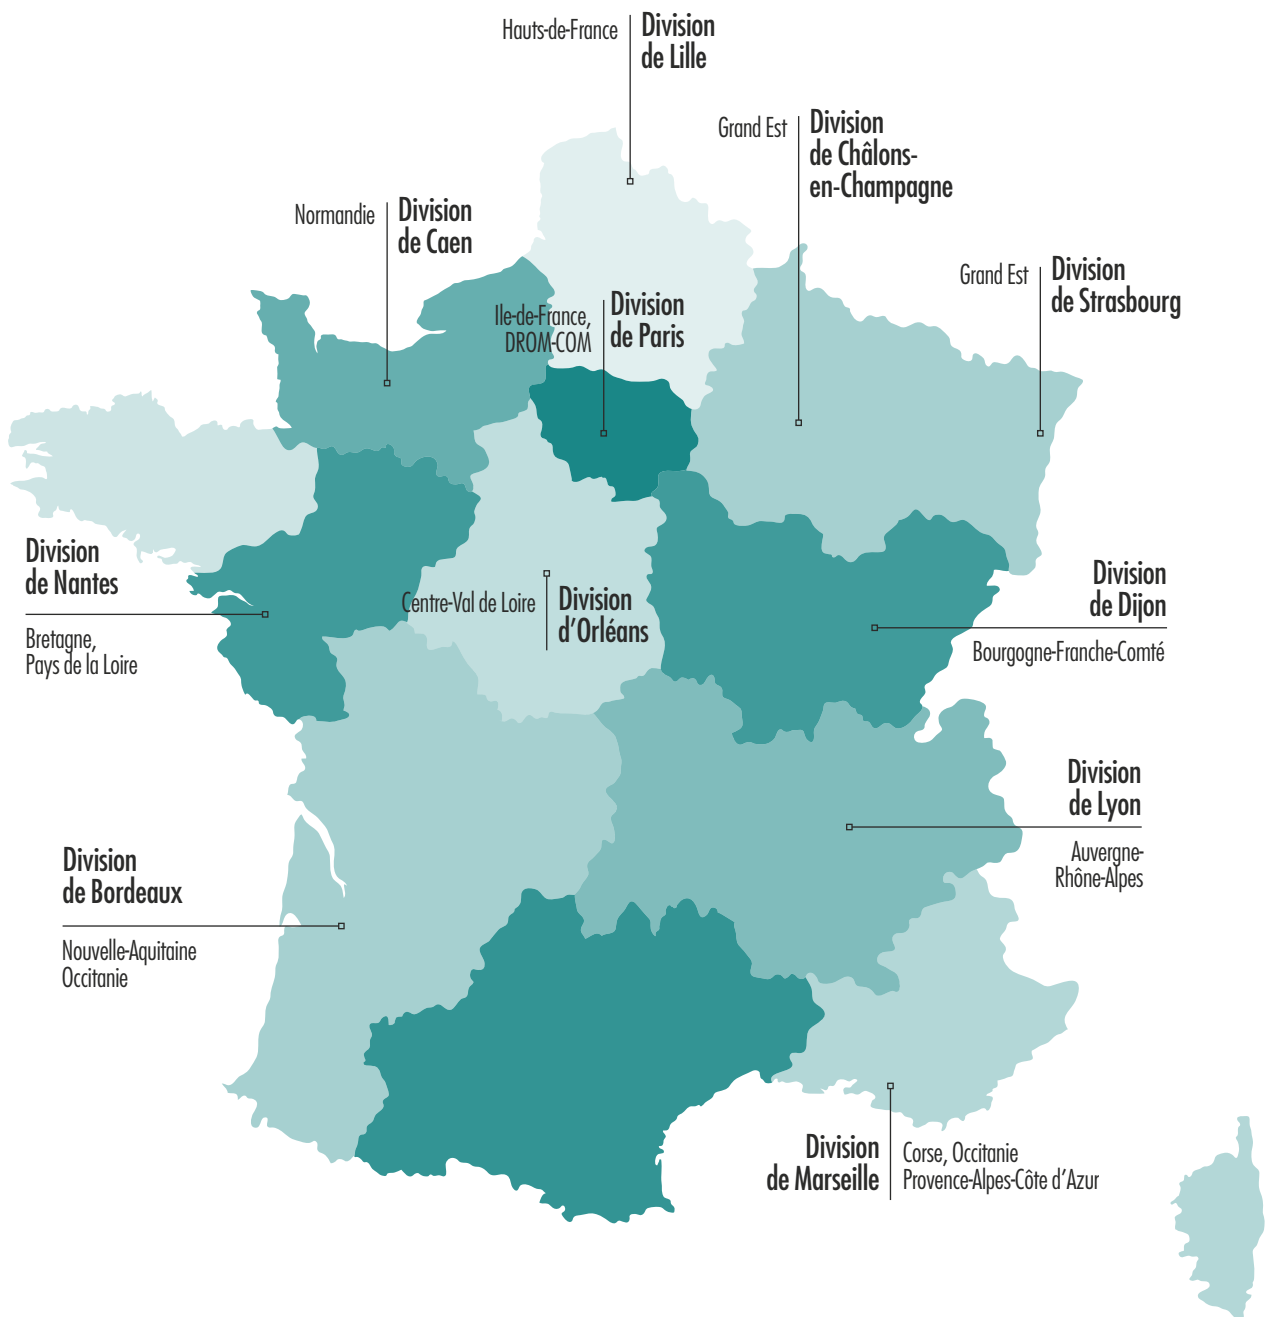 Hauts-de-France
Division
de Lille
Grand Est
Division
de Châlons-
en-Champagne
Normandie
Division
de Caen
Grand Est
Division
de Strasbourg
Ile-de-France,
DROM-COM
Division
de Paris
Division
de Nantes
Bretagne,
Pays de la Loire
Centre-Val de Loire
Division
d'Orléans
Division
de Dijon
Bourgogne-Franche-Comté
Division
de Lyon
Auvergne-
Rhône-Alpes
Division
de Bordeaux
Nouvelle-Aquitaine
Occitanie
Division
de Marseille
Corse, Occitanie
Provence-Alpes-Côte d'Azur